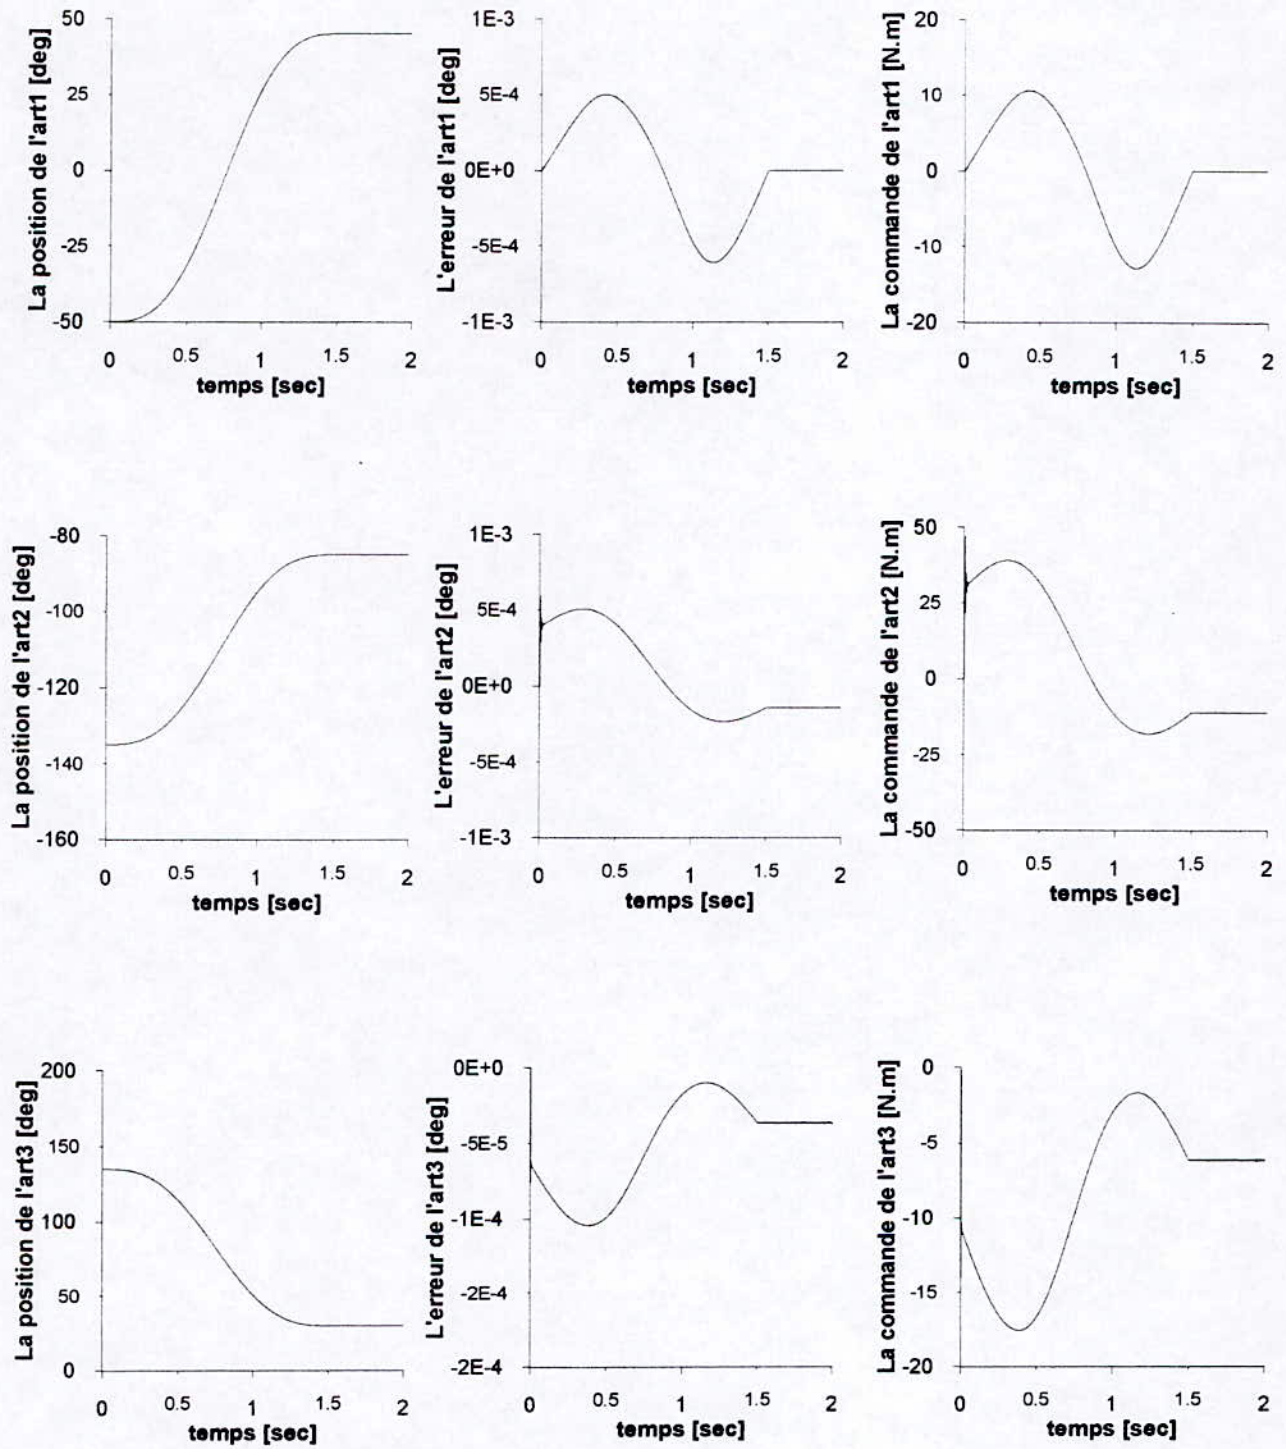 La position de l'art1 [deg]
50
25
0
-25
-50
0 0.5 1 1.5 2
temps [sec]
L'erreur de l'art1 [deg]
1E-3
5E-4
0E+0
-5E-4
-1E-3
0 0.5 1 1.5 2
temps [sec]
La commande de l'art1 [N.m]
20
10
0
-10
-20
0 0.5 1 1.5 2
temps [sec]
La position de l'art2 [deg]
-80
-100
-120
-140
-160
0 0.5 1 1.5 2
temps [sec]
L'erreur de l'art2 [deg]
1E-3
5E-4
0E+0
-5E-4
-1E-3
0 0.5 1 1.5 2
temps [sec]
La commande de l'art2 [N.m]
50
25
0
-25
-50
0 0.5 1 1.5 2
temps [sec]
La position de l'art3 [deg]
200
150
100
50
0
0 0.5 1 1.5 2
temps [sec]
L'erreur de l'art3 [deg]
0E+0
-5E-5
-1E-4
-2E-4
-2E-4
0 0.5 1 1.5 2
temps [sec]
La commande de l'art3 [N.m]
0
-5
-10
-15
-20
0 0.5 1 1.5 2
temps [sec]